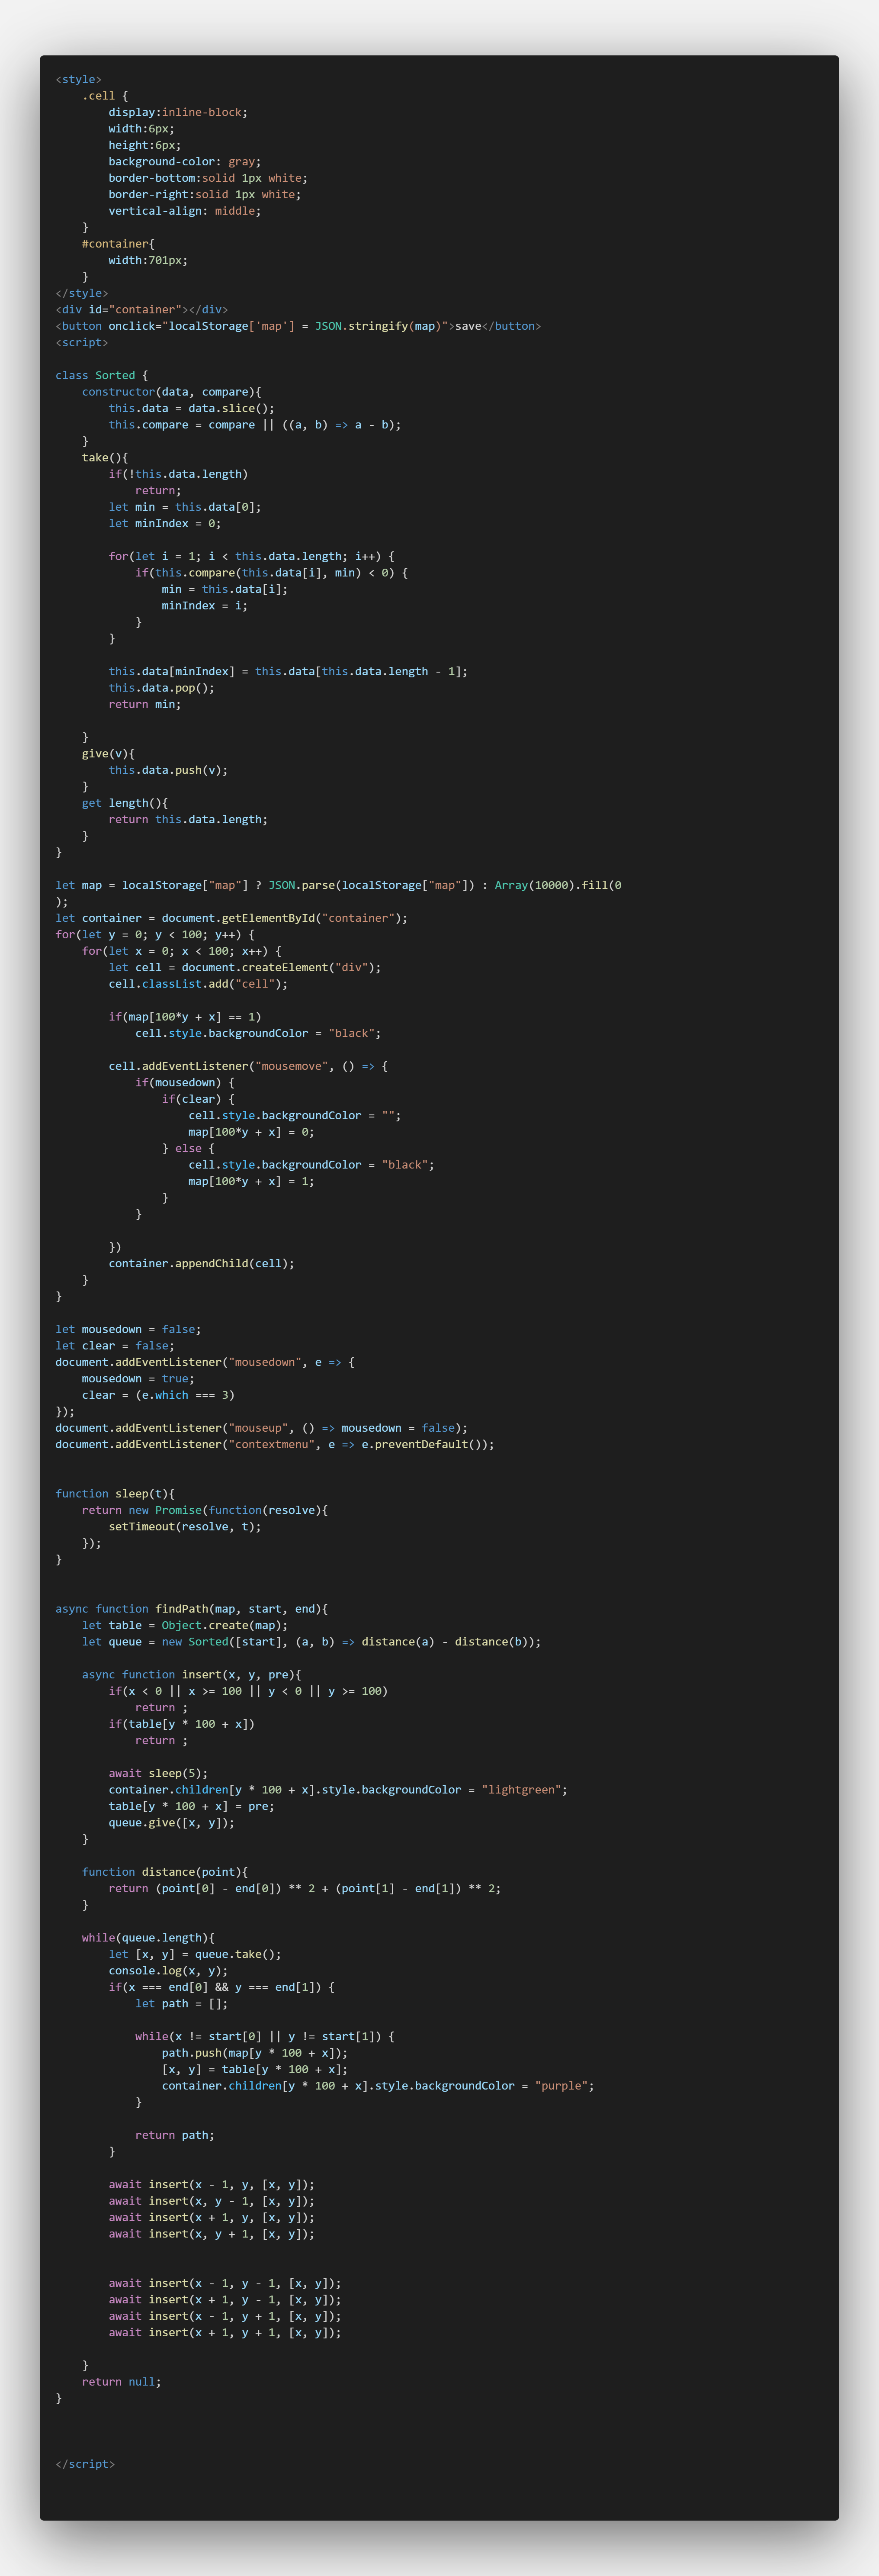 <style>
    .cell {
        display:inline-block;
        width:6px;
        height:6px;
        background-color: gray;
        border-bottom:solid 1px white;
        border-right:solid 1px white;
        vertical-align: middle;
    }
    #container{
        width:701px;
    }
</style>
<div id="container"></div>
<button onclick="localStorage['map'] = JSON.stringify(map)">save</button>
<script>

class Sorted {
    constructor(data, compare){
        this.data = data.slice();
        this.compare = compare || ((a, b) => a - b);
    }
    take(){
        if(!this.data.length)
            return;
        let min = this.data[0];
        let minIndex = 0;

        for(let i = 1; i < this.data.length; i++) {
            if(this.compare(this.data[i], min) < 0) {
                min = this.data[i];
                minIndex = i;
            }
        }

        this.data[minIndex] = this.data[this.data.length - 1];
        this.data.pop();
        return min;

    }
    give(v){
        this.data.push(v);
    }
    get length(){
        return this.data.length;
    }
}

let map = localStorage["map"] ? JSON.parse(localStorage["map"]) : Array(10000).fill(0
);
let container = document.getElementById("container");
for(let y = 0; y < 100; y++) {
    for(let x = 0; x < 100; x++) {
        let cell = document.createElement("div");
        cell.classList.add("cell");

        if(map[100*y + x] == 1)
            cell.style.backgroundColor = "black";

        cell.addEventListener("mousemove", () => {
            if(mousedown) {
                if(clear) {
                    cell.style.backgroundColor = "";
                    map[100*y + x] = 0;
                } else {
                    cell.style.backgroundColor = "black";
                    map[100*y + x] = 1;
                }
            }

        })
        container.appendChild(cell);
    }
}

let mousedown = false;
let clear = false;
document.addEventListener("mousedown", e => {
    mousedown = true;
    clear = (e.which === 3)
});
document.addEventListener("mouseup", () => mousedown = false);
document.addEventListener("contextmenu", e => e.preventDefault());


function sleep(t){
    return new Promise(function(resolve){
        setTimeout(resolve, t);
    });
}


async function findPath(map, start, end){
    let table = Object.create(map);
    let queue = new Sorted([start], (a, b) => distance(a) - distance(b));

    async function insert(x, y, pre){
        if(x < 0 || x >= 100 || y < 0 || y >= 100)
            return ;
        if(table[y * 100 + x])
            return ;

        await sleep(5);
        container.children[y * 100 + x].style.backgroundColor = "lightgreen";
        table[y * 100 + x] = pre;
        queue.give([x, y]);
    }

    function distance(point){
        return (point[0] - end[0]) ** 2 + (point[1] - end[1]) ** 2;
    }

    while(queue.length){
        let [x, y] = queue.take();
        console.log(x, y);
        if(x === end[0] && y === end[1]) {
            let path = [];

            while(x != start[0] || y != start[1]) {
                path.push(map[y * 100 + x]);
                [x, y] = table[y * 100 + x];
                container.children[y * 100 + x].style.backgroundColor = "purple";
            }

            return path;
        }

        await insert(x - 1, y, [x, y]);
        await insert(x, y - 1, [x, y]);
        await insert(x + 1, y, [x, y]);
        await insert(x, y + 1, [x, y]);


        await insert(x - 1, y - 1, [x, y]);
        await insert(x + 1, y - 1, [x, y]);
        await insert(x - 1, y + 1, [x, y]);
        await insert(x + 1, y + 1, [x, y]);

    }
    return null;
}



</script>